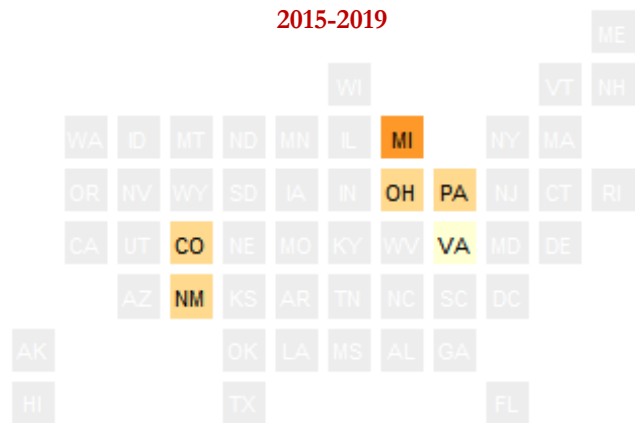 2015-2019
ME
WI VT NH
WA ID MT ND MN IL MI NY MA
OR NV WY SD IA IN OH PA NJ CT RI
CA UT CO NE MO KY WV VA MD DE
AZ NM KS AR TN NC SC DC
AK OK LA MS AL GA
HI TX FL